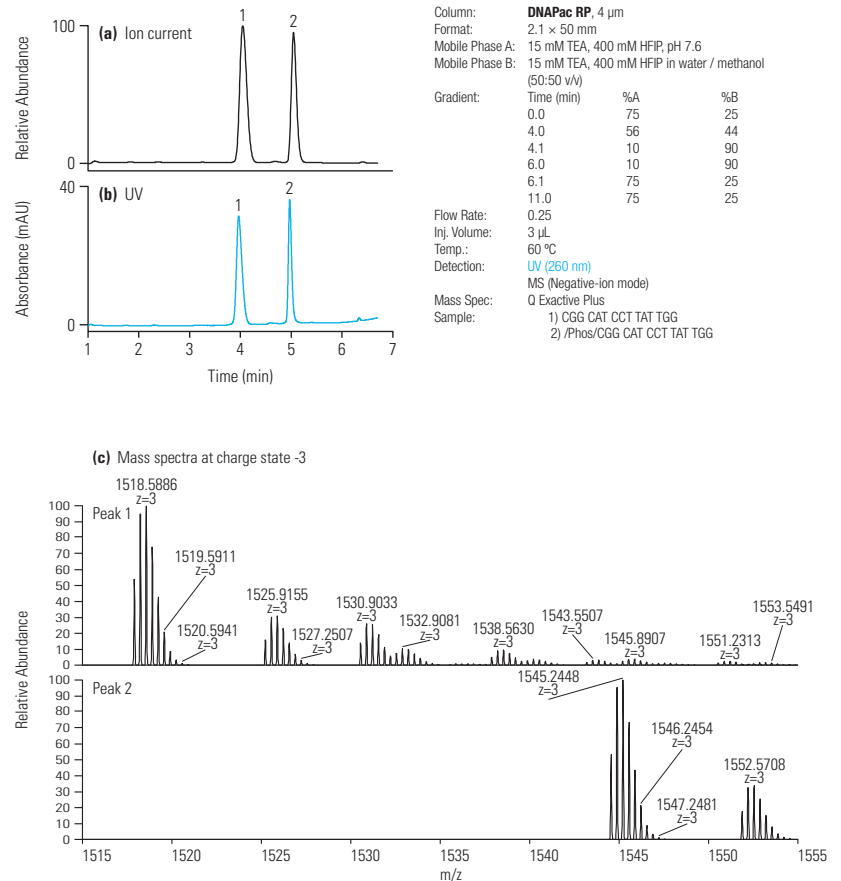 (a) Ion current
1
2
100
0
Relative Abundance
(b) UV
1
2
40
0
Absorbance (mAU)
1 2 3 4 5 6 7
Time (min)
Column: DNAPac RP, 4 μm
Format: 2.1 × 50 mm
Mobile Phase A: 15 mM TEA, 400 mM HFIP, pH 7.6
Mobile Phase B: 15 mM TEA, 400 mM HFIP in water / methanol
(50:50 v/v)
Gradient: Time (min) %A %B
0.0 75 25
4.0 56 44
4.1 10 90
6.0 10 90
6.1 75 25
11.0 75 25
Flow Rate: 0.25
Inj. Volume: 3 μL
Temp.: 60 ºC
Detection: UV (260 nm)
MS (Negative-ion mode)
Mass Spec: Q Exactive Plus
Sample: 1) CGG CAT CCT TAT TGG
2) /Phos/CGG CAT CCT TAT TGG
(c) Mass spectra at charge state -3
Relative Abundance
Peak 1
100
90
80
70
60
50
40
30
20
10
0
1518.5886
z=3
1519.5911
z=3
1520.5941
z=3
1525.9155
z=3
1527.2507
z=3
1530.9033
z=3
1532.9081
z=3
1538.5630
z=3
1543.5507
z=3
1545.8907
z=3
1551.2313
z=3
1553.5491
z=3
Peak 2
100
90
80
70
60
50
40
30
20
10
0
1545.2448
z=3
1546.2454
z=3
1547.2481
z=3
1552.5708
z=3
1515 1520 1525 1530 1535 1540 1545 1550 1555
m/z